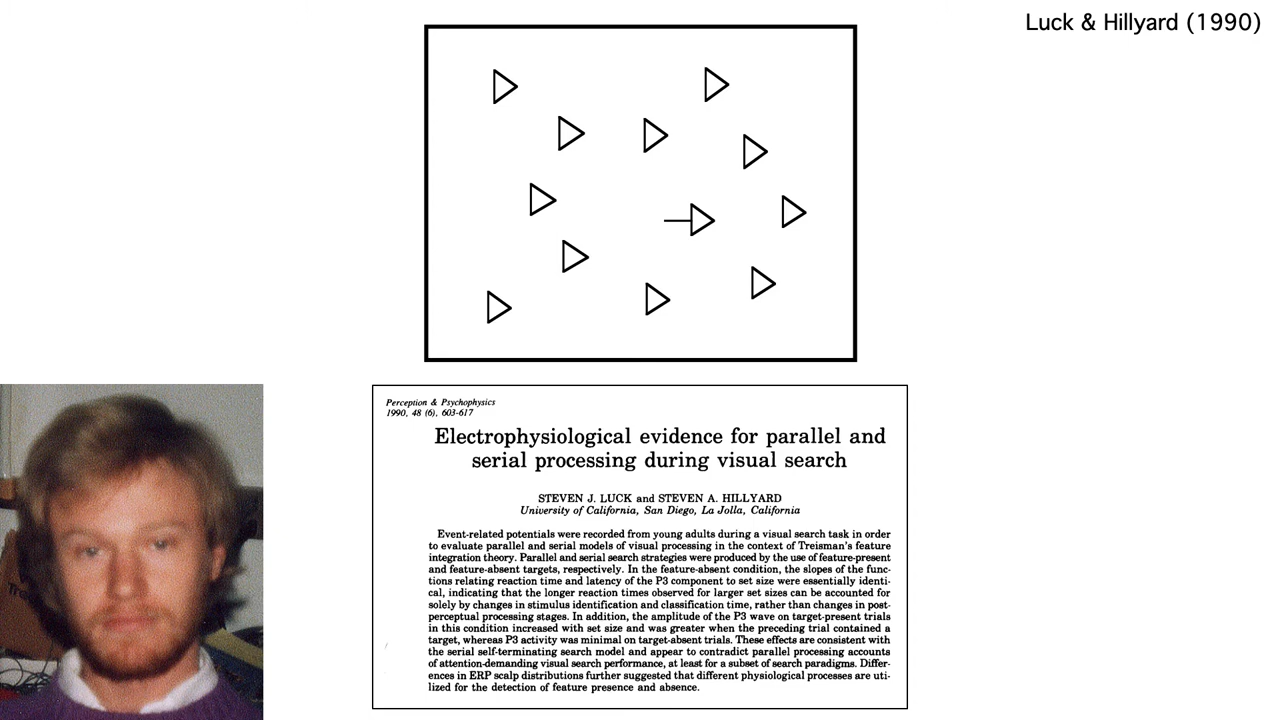 Luck & Hillyard (1990)
Perception & Psychophysics
1990, 48 (6), 603-617
Electrophysiological evidence for parallel and
serial processing during visual search
STEVEN J. LUCK and STEVEN A. HILLYARD
University of California, San Diego, La Jolla, California
Event-related potentials were recorded from young adults during a visual search task in order
to evaluate parallel and serial models of visual processing in the context of Treisman's feature
integration theory. Parallel and serial search strategies were produced by the use of feature-present
and feature-absent targets, respectively. In the feature-absent condition, the slopes of the func-
tions relating reaction time and latency of the P3 component to set size were essentially identi-
cal, indicating that the longer reaction times observed for larger set sizes can be accounted for
solely by changes in stimulus identification and classification time, rather than changes in post-
perceptual processing stages. In addition, the amplitude of the P3 wave on target-present trials
in this condition increased with set size and was greater when the preceding trial contained a
target, whereas P3 activity was minimal on target-absent trials. These effects are consistent with
the serial self-terminating search model and appear to contradict parallel processing accounts
of attention-demanding visual search performance, at least for a subset of search paradigms. Differ-
ences in ERP scalp distributions further suggested that different physiological processes are uti-
lized for the detection of feature presence and absence.